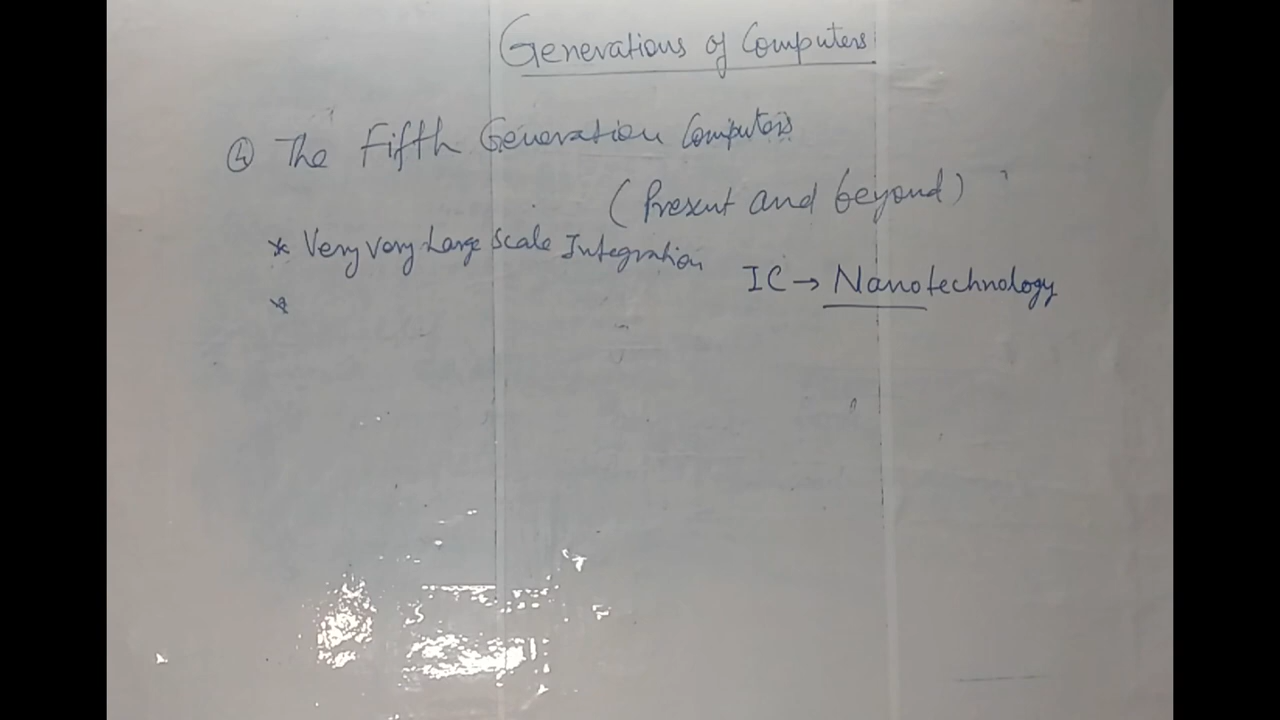 Generations of Computers
④ The Fifth Generation Computers
(Present and beyond)
* Very very Large Scale Integration
IC → Nanotechnology
*